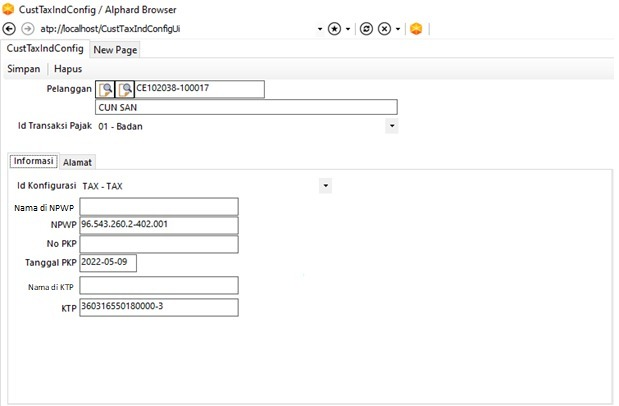 CustTaxIndConfig / Alphard Browser
atp://localhost/CustTaxIndConfigUi
CustTaxIndConfig New Page
Simpan Hapus
Pelanggan CE102038-100017
CUN SAN
Id Transaksi Pajak 01 - Badan
Informasi Alamat
Id Konfigurasi TAX - TAX
Nama di NPWP
NPWP 96.543.260.2-402.001
No PKP
Tanggal PKP 2022-05-09
Nama di KTP
KTP 360316550180000-3